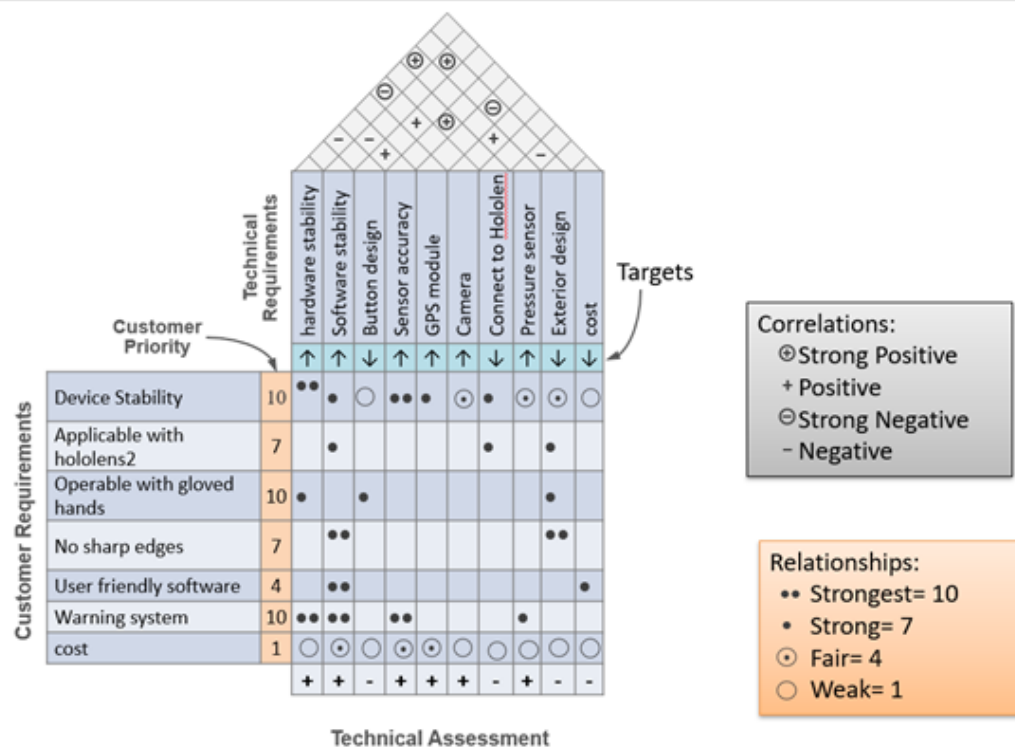 Technical
Requirements
hardware stability
Software stability
Button design
Sensor accuracy
GPS module
Camera
Connect to Hololen
Pressure sensor
Exterior design
cost
Targets
Customer
Priority
Customer Requirements
Device Stability 10
Applicable with
hololens2
7
Operable with gloved
hands
10
No sharp edges 7
User friendly software 4
Warning system 10
cost 1
+ + - + + + - + - -
Technical Assessment
Correlations:
⊕ Strong Positive
+ Positive
⊖ Strong Negative
− Negative
Relationships:
•• Strongest= 10
• Strong= 7
⊙ Fair= 4
○ Weak= 1